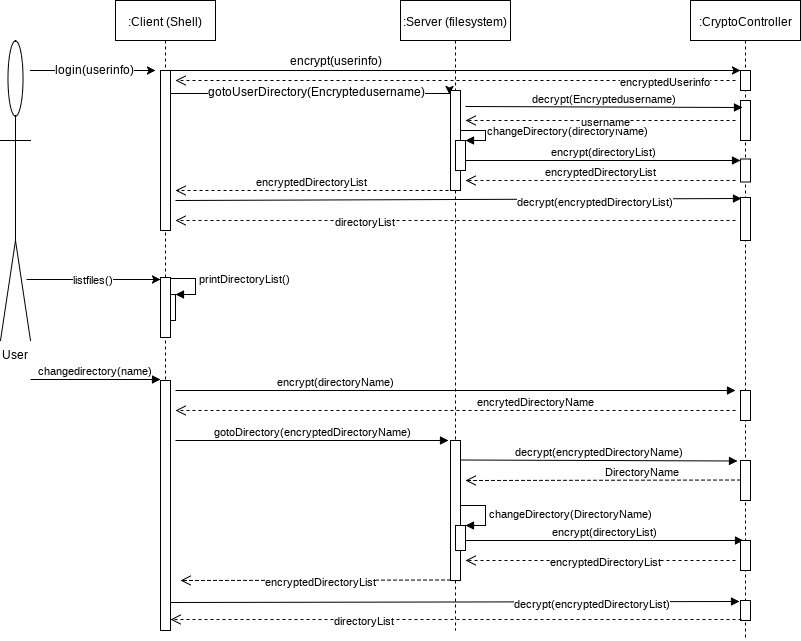 :Client (Shell)
:Server (filesystem)
:CryptoController
login(userinfo)
encrypt(userinfo)
encryptedUserinfo
gotoUserDirectory(Encryptedusername)
decrypt(Encryptedusername)
username
changeDirectory(directoryName)
encrypt(directoryList)
encryptedDirectoryList
encryptedDirectoryList
decrypt(encryptedDirectoryList)
directoryList
listfiles()
printDirectoryList()
User
changedirectory(name)
encrypt(directoryName)
encrytedDirectoryName
gotoDirectory(encryptedDirectoryName)
decrypt(encryptedDirectoryName)
DirectoryName
changeDirectory(DirectoryName)
encrypt(directoryList)
encryptedDirectoryList
encryptedDirectoryList
decrypt(encryptedDirectoryList)
directoryList